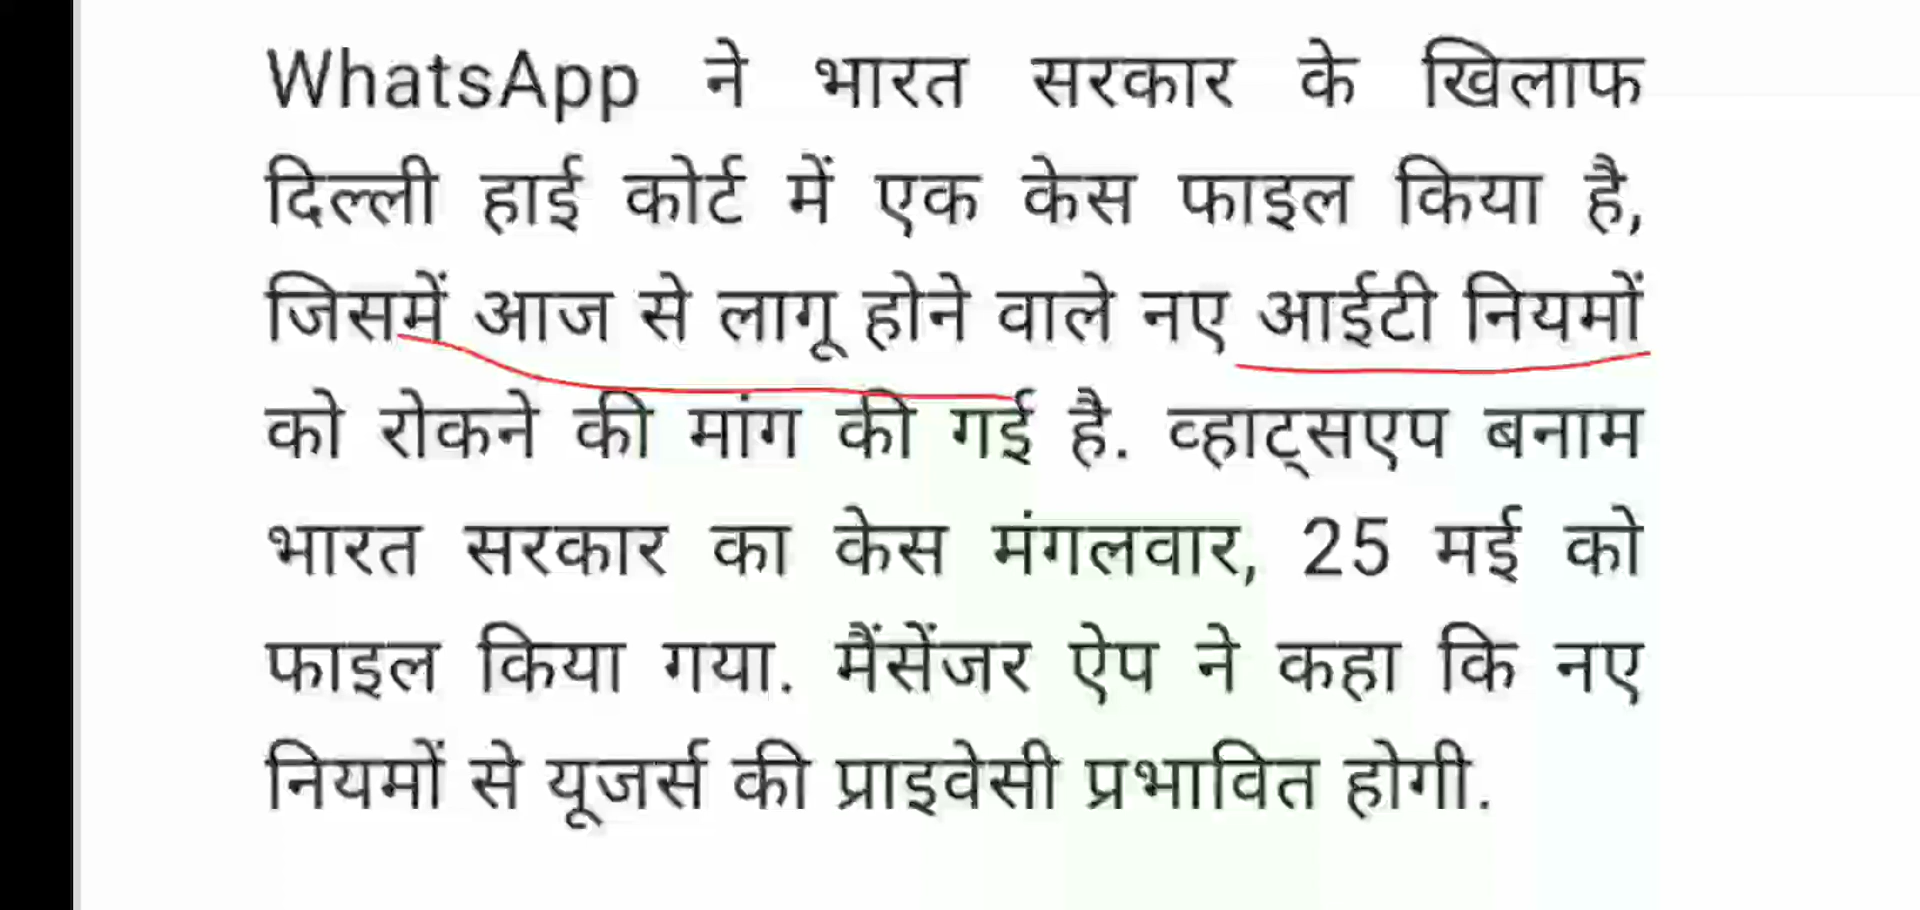 WhatsApp ने भारत सरकार के खिलाफ
दिल्ली हाई कोर्ट में एक केस फाइल किया है,
जिसमें आज से लागू होने वाले नए आईटी नियमों
को रोकने की मांग की गई है. व्हाट्सएप बनाम
भारत सरकार का केस मंगलवार, 25 मई को
फाइल किया गया. मैंसेंजर ऐप ने कहा कि नए
नियमों से यूजर्स की प्राइवेसी प्रभावित होगी.